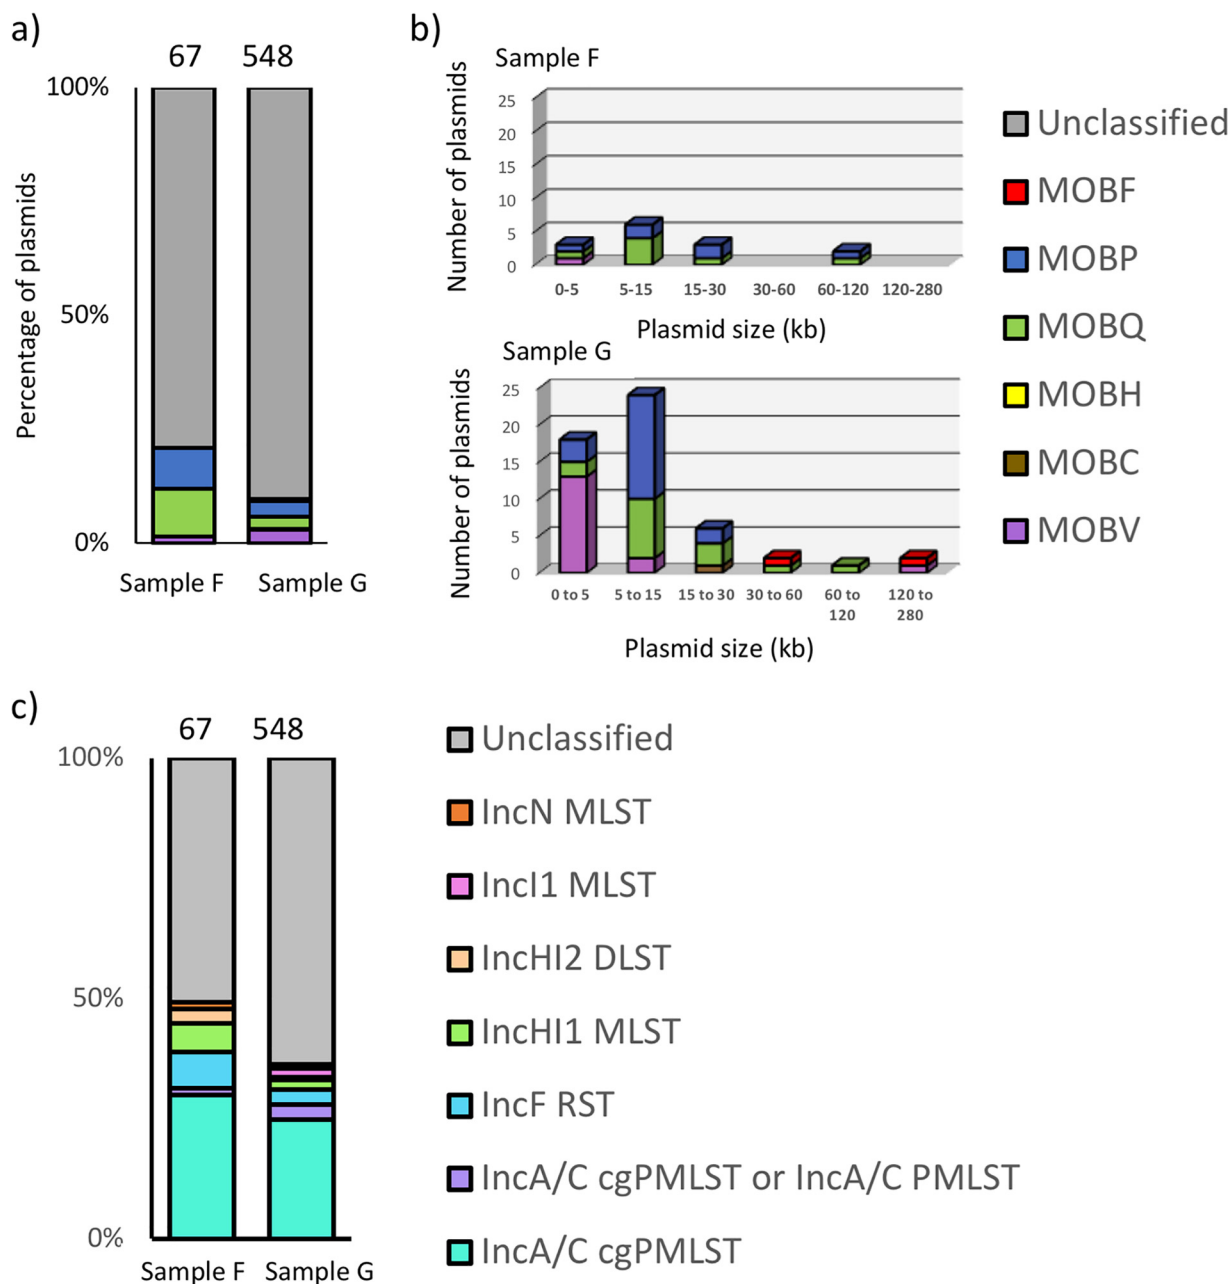 a)
67 548
100%
50%
0%
Percentage of plasmids
Sample F Sample G
b)
Sample F
Number of plasmids
25
20
15
10
5
0
0-5 5-15 15-30 30-60 60-120 120-280
Plasmid size (kb)
Sample G
Number of plasmids
25
20
15
10
5
0
0 to 5 5 to 15 15 to 30 30 to 60 60 to 120 120 to 280
Plasmid size (kb)
Unclassified
MOBF
MOBP
MOBQ
MOBH
MOBC
MOBV
c)
67 548
100%
50%
0%
Sample F Sample G
Unclassified
IncN MLST
IncI1 MLST
IncHI2 DLST
IncHI1 MLST
IncF RST
IncA/C cgPMLST or IncA/C PMLST
IncA/C cgPMLST